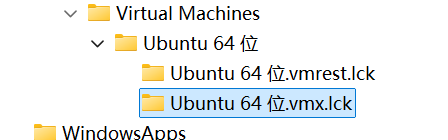 Virtual Machines
Ubuntu 64 位
Ubuntu 64 位.vmrest.lck
Ubuntu 64 位.vmx.lck
WindowsApps